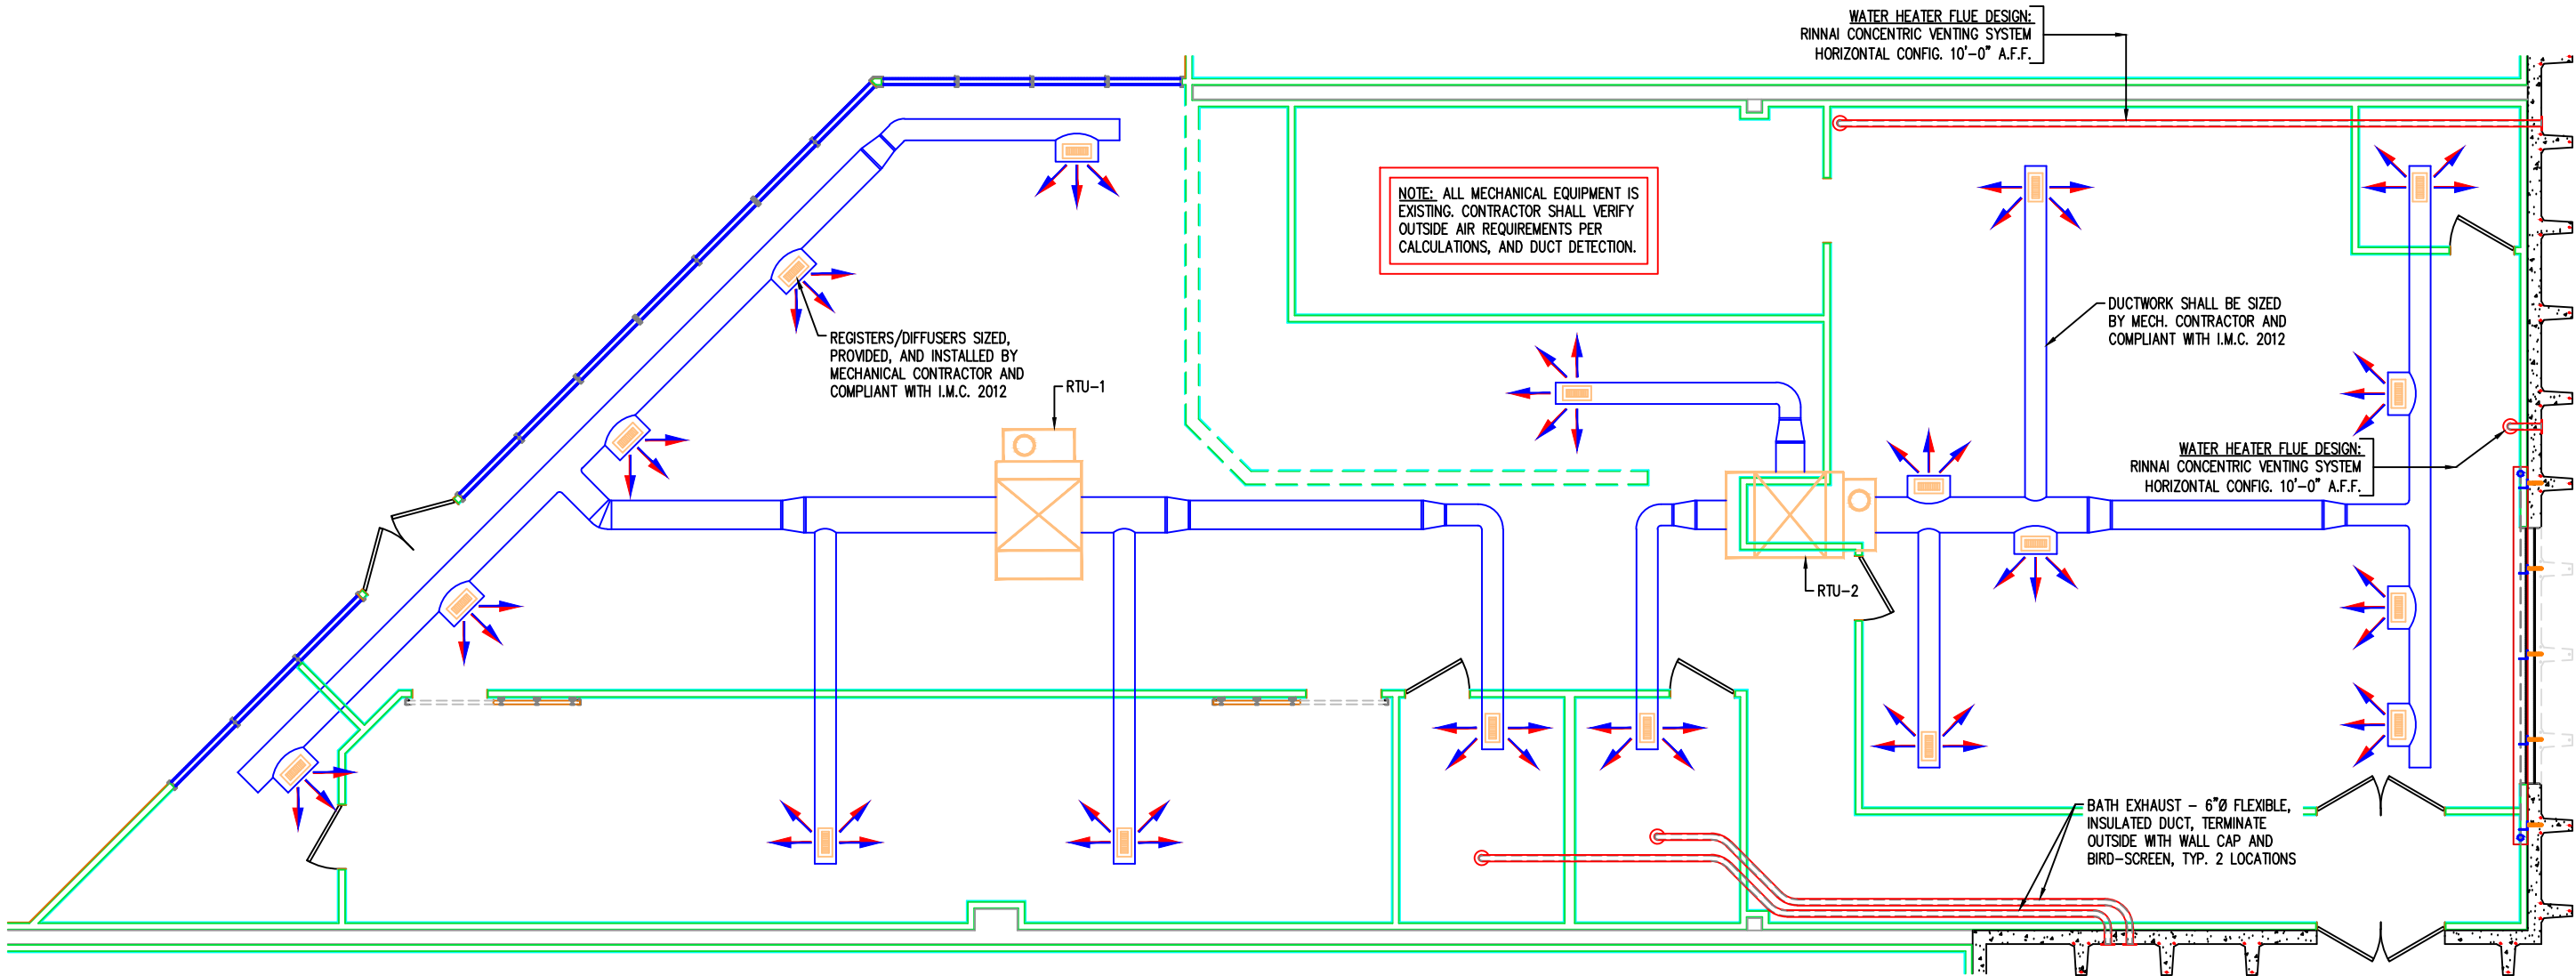 WATER HEATER FLUE DESIGN:
RINNAI CONCENTRIC VENTING SYSTEM
HORIZONTAL CONFIG. 10'-0" A.F.F.
NOTE: ALL MECHANICAL EQUIPMENT IS
EXISTING. CONTRACTOR SHALL VERIFY
OUTSIDE AIR REQUIREMENTS PER
CALCULATIONS, AND DUCT DETECTION.
REGISTERS/DIFFUSERS SIZED,
PROVIDED, AND INSTALLED BY
MECHANICAL CONTRACTOR AND
COMPLIANT WITH I.M.C. 2012
RTU-1
DUCTWORK SHALL BE SIZED
BY MECH. CONTRACTOR AND
COMPLIANT WITH I.M.C. 2012
WATER HEATER FLUE DESIGN:
RINNAI CONCENTRIC VENTING SYSTEM
HORIZONTAL CONFIG. 10'-0" A.F.F.
RTU-2
BATH EXHAUST - 6"Ø FLEXIBLE,
INSULATED DUCT, TERMINATE
OUTSIDE WITH WALL CAP AND
BIRD-SCREEN, TYP. 2 LOCATIONS